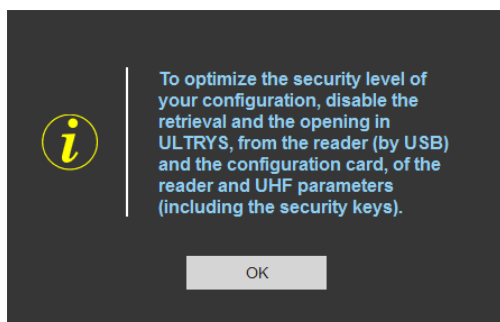 To optimize the security level of
your configuration, disable the
retrieval and the opening in
ULTRYS, from the reader (by USB)
and the configuration card, of the
reader and UHF parameters
(including the security keys).
OK